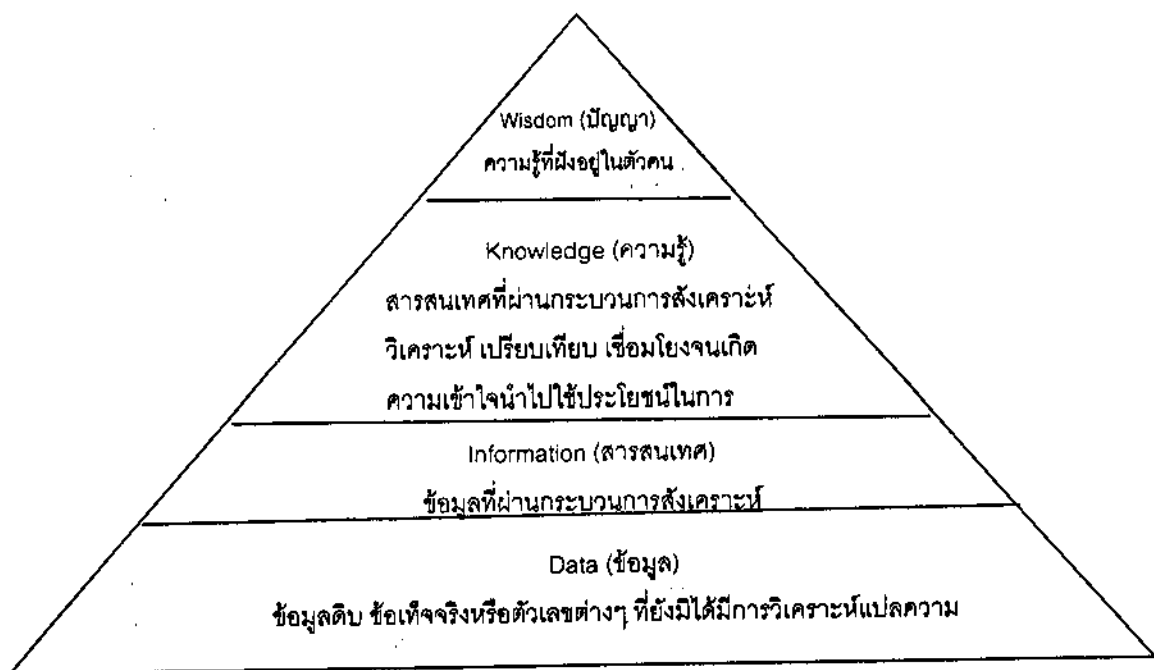 Wisdom (ปัญญา)
ความรู้ที่ฝังอยู่ในตัวคน
Knowledge (ความรู้)
สารสนเทศที่ผ่านกระบวนการสังเคราะห์
วิเคราะห์ เปรียบเทียบ เชื่อมโยงจนเกิด
ความเข้าใจนำไปใช้ประโยชน์ในการ
Information (สารสนเทศ)
ข้อมูลที่ผ่านกระบวนการสังเคราะห์
Data (ข้อมูล)
ข้อมูลดิบ ข้อเท็จจริงหรือตัวเลขต่างๆ ที่ยังมิได้มีการวิเคราะห์แปลความ